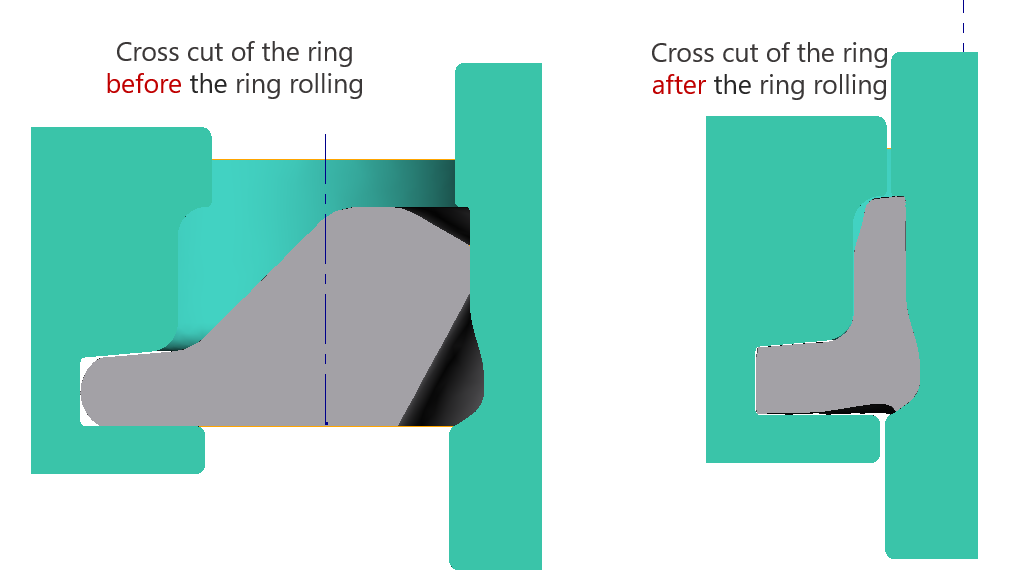 Cross cut of the ring
before the ring rolling
Cross cut of the ring
after the ring rolling